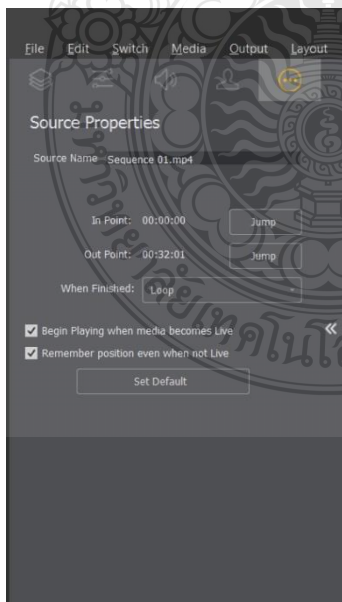 File Edit Switch Media Output Layout
Source Properties
Source Name Sequence 01.mp4
In Point: 00:00:00 Jump
Out Point: 00:32:01 Jump
When Finished: Loop
Begin Playing when media becomes Live
Remember position even when not Live
Set Default